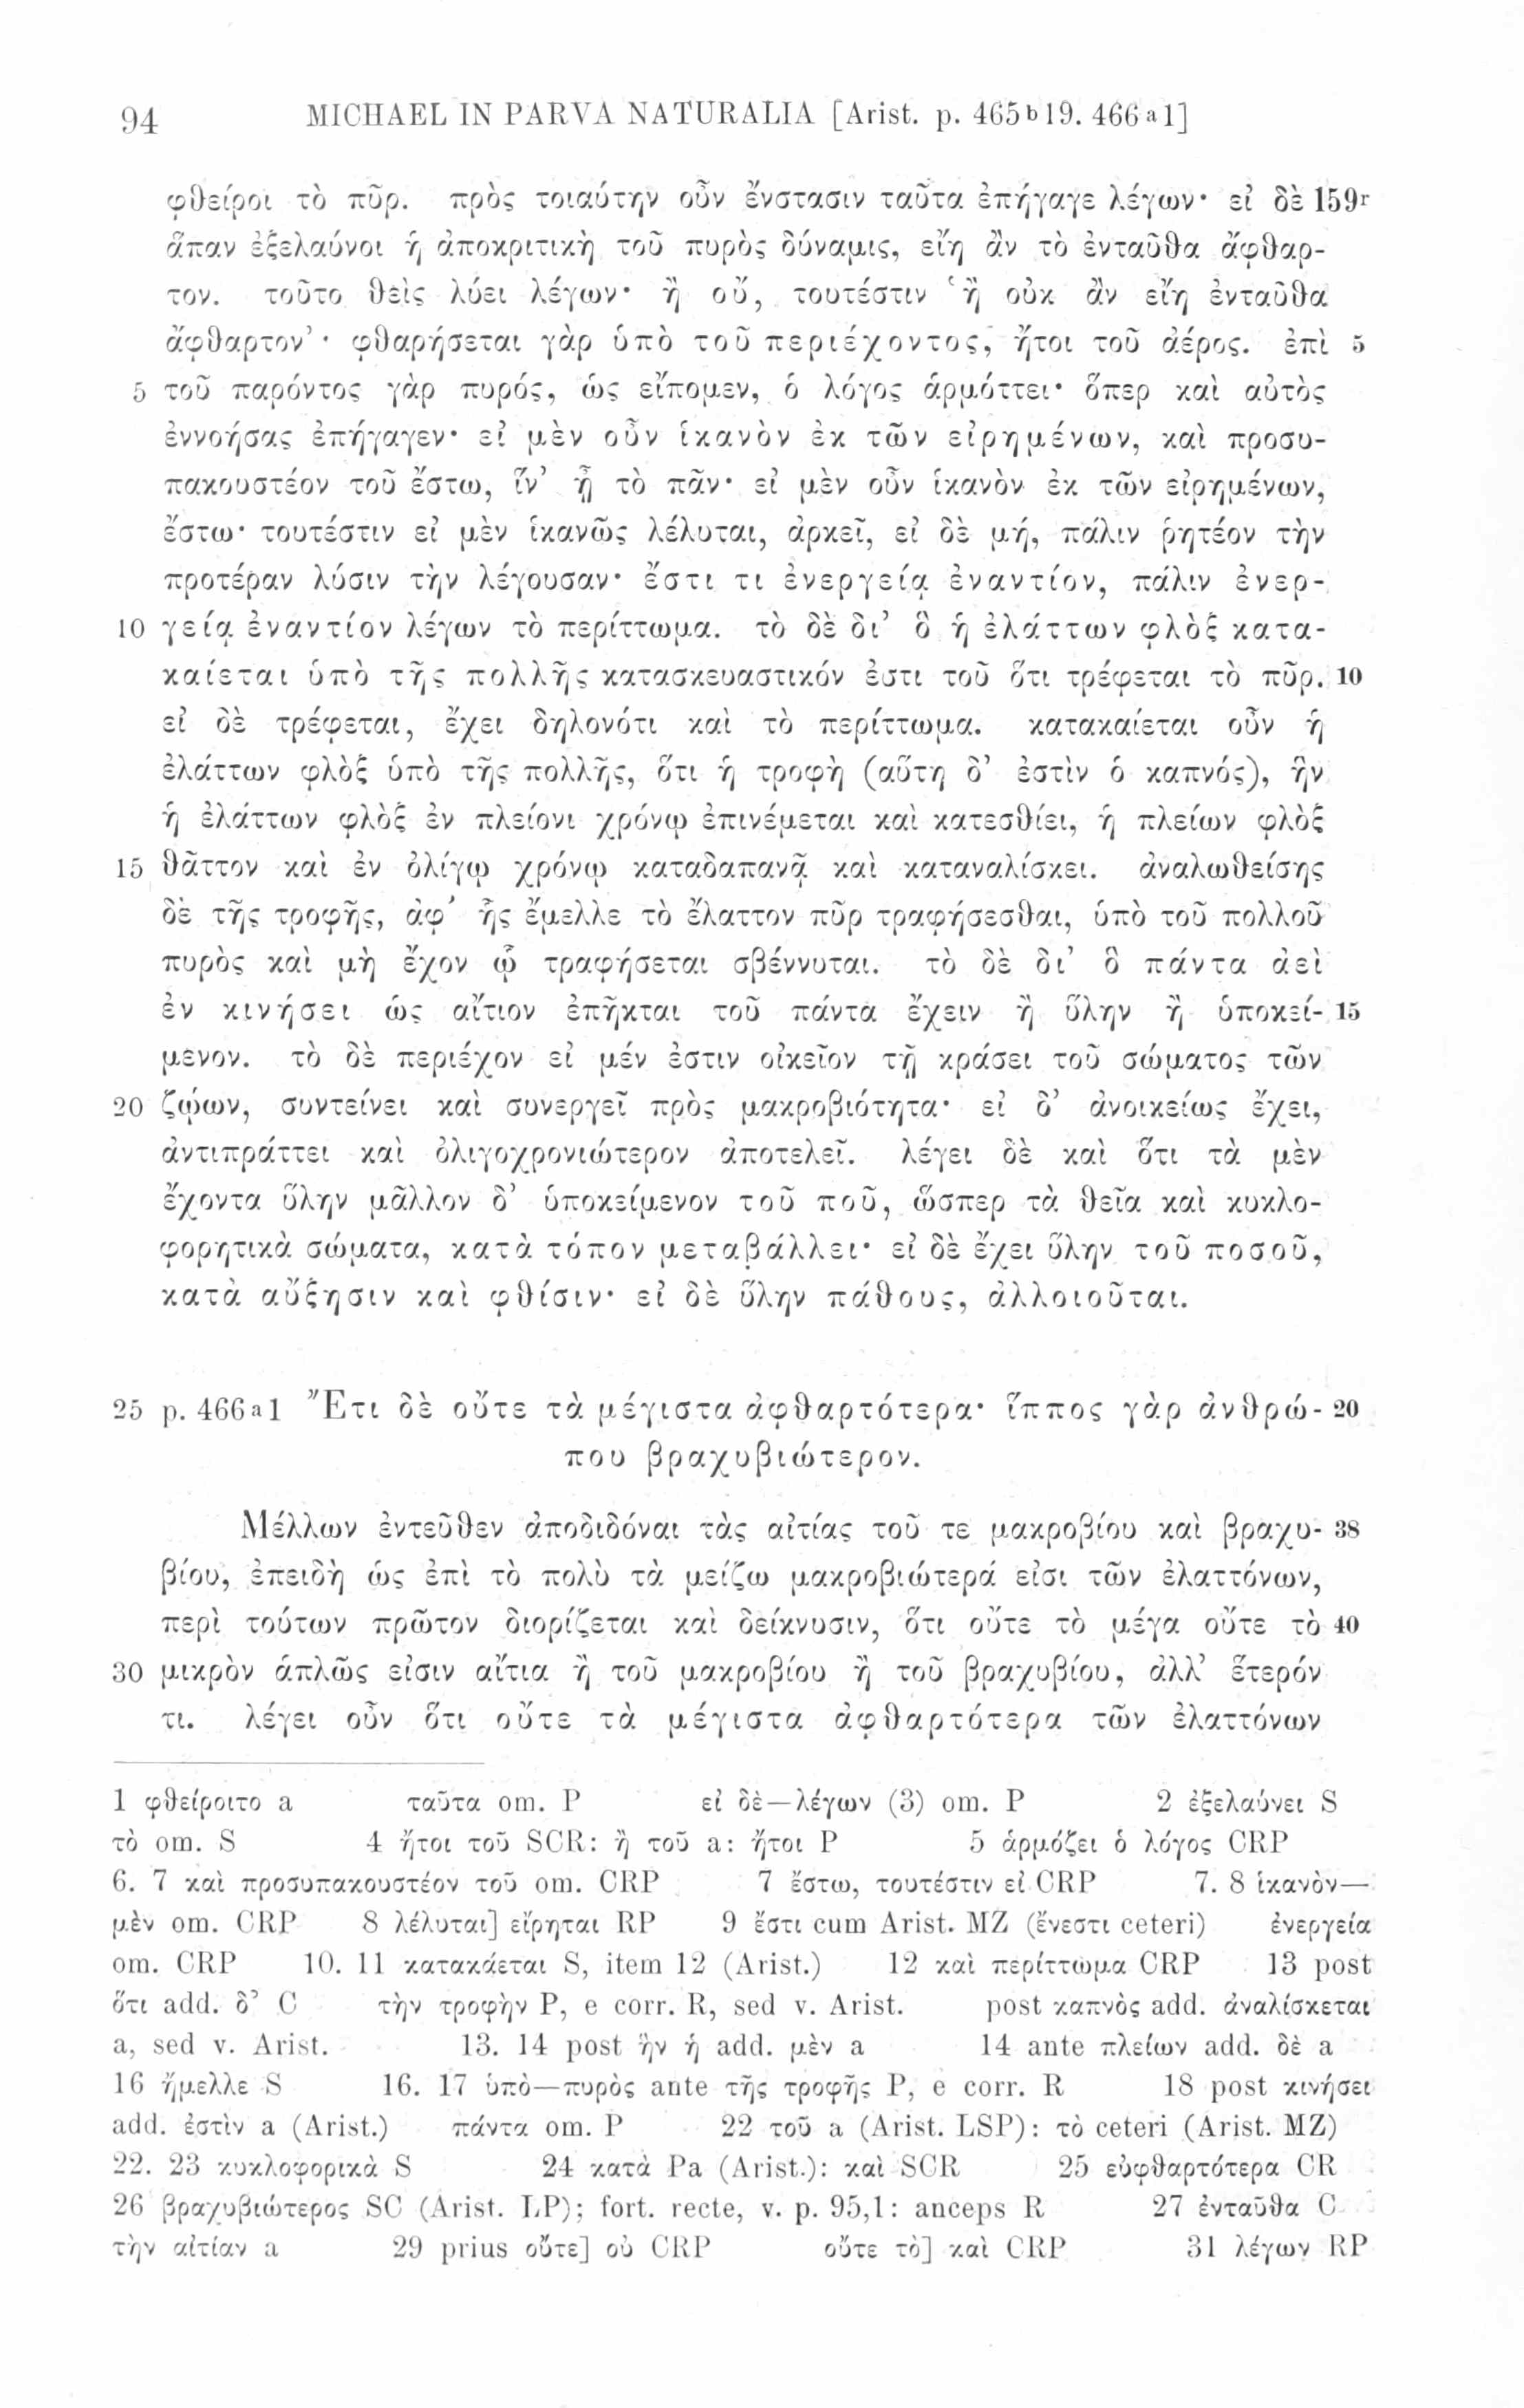 94 MICHAEL IN PARVA NATURALIA [Arist. p. 465b19. 466a1]
φθείροι τὸ πῦρ. πρὸς τοιαύτην οὖν ἔνστασιν ταῦτα ἐπήγαγε λέγων· εἰ δὲ 159r
ἅπαν ἐξελαύνοι ἡ ἀποκριτικὴ τοῦ πυρὸς δύναμις, εἴη ἂν τὸ ἐνταῦθα ἄφθαρ-
τον. τοῦτο θεὶς λύει λέγων· ἢ οὔ, τουτέστιν ‘ἢ οὐκ ἂν εἴη ἐνταῦθα
ἄφθαρτον’· φθαρήσεται γὰρ ὑπὸ τοῦ περιέχοντος, ἤτοι τοῦ ἀέρος. ἐπὶ 5
5 τοῦ παρόντος γὰρ πυρός, ὡς εἴπομεν, ὁ λόγος ἁρμόττει· ὅπερ καὶ αὐτὸς
ἐννοήσας ἐπήγαγεν· εἰ μὲν οὖν ἱκανὸν ἐκ τῶν εἰρημένων, καὶ προσυ-
πακουστέον τοῦ ἔστω, ἵν’ ᾖ τὸ πᾶν· εἰ μὲν οὖν ἱκανὸν ἐκ τῶν εἰρημένων,
ἔστω· τουτέστιν εἰ μὲν ἱκανῶς λέλυται, ἀρκεῖ, εἰ δὲ μή, πάλιν ῥητέον τὴν
προτέραν λύσιν τὴν λέγουσαν· ἔστι τι ἐνεργείᾳ ἐναντίον, πάλιν ἐνερ-
10 γείᾳ ἐναντίον λέγων τὸ περίττωμα. τὸ δὲ δι’ ὃ ἡ ἐλάττων φλὸξ κατα-
καίεται ὑπὸ τῆς πολλῆς κατασκευαστικόν ἐστι τοῦ ὅτι τρέφεται τὸ πῦρ. 10
εἰ δὲ τρέφεται, ἔχει δηλονότι καὶ τὸ περίττωμα. κατακαίεται οὖν ἡ
ἐλάττων φλὸξ ὑπὸ τῆς πολλῆς, ὅτι ἡ τροφὴ (αὕτη δ’ ἐστὶν ὁ καπνός), ἣν
ἡ ἐλάττων φλὸξ ἐν πλείονι χρόνῳ ἐπινέμεται καὶ κατεσθίει, ἡ πλείων φλὸξ
15 θᾶττον καὶ ἐν ὀλίγῳ χρόνῳ καταδαπανᾷ καὶ καταναλίσκει. ἀναλωθείσης
δὲ τῆς τροφῆς, ἀφ’ ἧς ἔμελλε τὸ ἔλαττον πῦρ τραφήσεσθαι, ὑπὸ τοῦ πολλοῦ
πυρὸς καὶ μὴ ἔχον ᾧ τραφήσεται σβέννυται. τὸ δὲ δι’ ὃ πάντα ἀεὶ
ἐν κινήσει ὡς αἴτιον ἐπῆκται τοῦ πάντα ἔχειν ἢ ὕλην ἢ ὑποκεί- 15
μενον. τὸ δὲ περιέχον εἰ μέν ἐστιν οἰκεῖον τῇ κράσει τοῦ σώματος τῶν
20 ζῴων, συντείνει καὶ συνεργεῖ πρὸς μακροβιότητα· εἰ δ’ ἀνοικείως ἔχει,
ἀντιπράττει καὶ ὀλιγοχρονιώτερον ἀποτελεῖ. λέγει δὲ καὶ ὅτι τὰ μὲν
ἔχοντα ὕλην μᾶλλον δ’ ὑποκείμενον τοῦ ποῦ, ὥσπερ τὰ θεῖα καὶ κυκλο-
φορητικὰ σώματα, κατὰ τόπον μεταβάλλει· εἰ δὲ ἔχει ὕλην τοῦ ποσοῦ,
κατὰ αὔξησιν καὶ φθίσιν· εἰ δὲ ὕλην πάθους, ἀλλοιοῦται.
25 p. 466a1 Ἔτι δὲ οὔτε τὰ μέγιστα ἀφθαρτότερα· ἵππος γὰρ ἀνθρώ- 20
που βραχυβιώτερον.
Μέλλων ἐντεῦθεν ἀποδιδόναι τὰς αἰτίας τοῦ τε μακροβίου καὶ βραχυ- 38
βίου, ἐπειδὴ ὡς ἐπὶ τὸ πολὺ τὰ μείζω μακροβιώτερά εἰσι τῶν ἐλαττόνων,
περὶ τούτων πρῶτον διορίζεται καὶ δείκνυσιν, ὅτι οὔτε τὸ μέγα οὔτε τὸ 40
30 μικρὸν ἁπλῶς εἰσιν αἴτια ἢ τοῦ μακροβίου ἢ τοῦ βραχυβίου, ἀλλ’ ἕτερόν
τι. λέγει οὖν ὅτι οὔτε τὰ μέγιστα ἀφθαρτότερα τῶν ἐλαττόνων
1 φθείροιτο a ταῦτα om. P εἰ δὲ—λέγων (3) om. P 2 ἐξελαύνει S
τὸ om. S 4 ἤτοι τοῦ SCR: ἢ τοῦ a: ἤτοι P 5 ἁρμόζει ὁ λόγος CRP
6. 7 καὶ προσυπακουστέον τοῦ om. CRP 7 ἔστω, τουτέστιν εἰ CRP 7. 8 ἱκανὸν—
μὲν om. CRP 8 λέλυται] εἴρηται RP 9 ἔστι cum Arist. MZ (ἔνεστι ceteri) ἐνεργείᾳ
om. CRP 10. 11 κατακάεται S, item 12 (Arist.) 12 καὶ περίττωμα CRP 13 post
ὅτι add. δ’ C τὴν τροφὴν P, e corr. R, sed v. Arist. post καπνὸς add. ἀναλίσκεται
a, sed v. Arist. 13. 14 post ἣν ἡ add. μὲν a 14 ante πλείων add. δὲ a
16 ἤμελλε S 16. 17 ὑπὸ—πυρὸς ante τῆς τροφῆς P, e corr. R 18 post κινήσει
add. ἐστὶν a (Arist.) πάντα om. P 22 τοῦ a (Arist. LSP): τὸ ceteri (Arist. MZ)
22. 23 κυκλοφορικὰ S 24 κατὰ Pa (Arist.): καὶ SCR 25 εὐφθαρτότερα CR
26 βραχυβιώτερος SC (Arist. LP); fort. recte, v. p. 95,1: anceps R 27 ἐνταῦθα C
τὴν αἰτίαν a 29 prius οὔτε] οὐ CRP οὔτε τὸ] καὶ CRP 31 λέγων RP